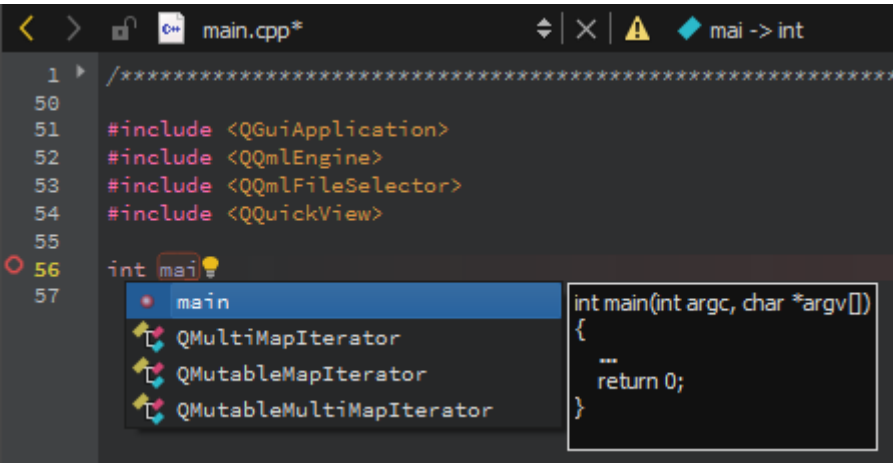 C++ main.cpp* mai -> int
1 /************************************************************
50
51 #include <QGuiApplication>
52 #include <QQmlEngine>
53 #include <QQmlFileSelector>
54 #include <QQuickView>
55
56 int mai
57
main
QMultiMapIterator
QMutableMapIterator
QMutableMultiMapIterator
int main(int argc, char *argv[])
{
...
return 0;
}